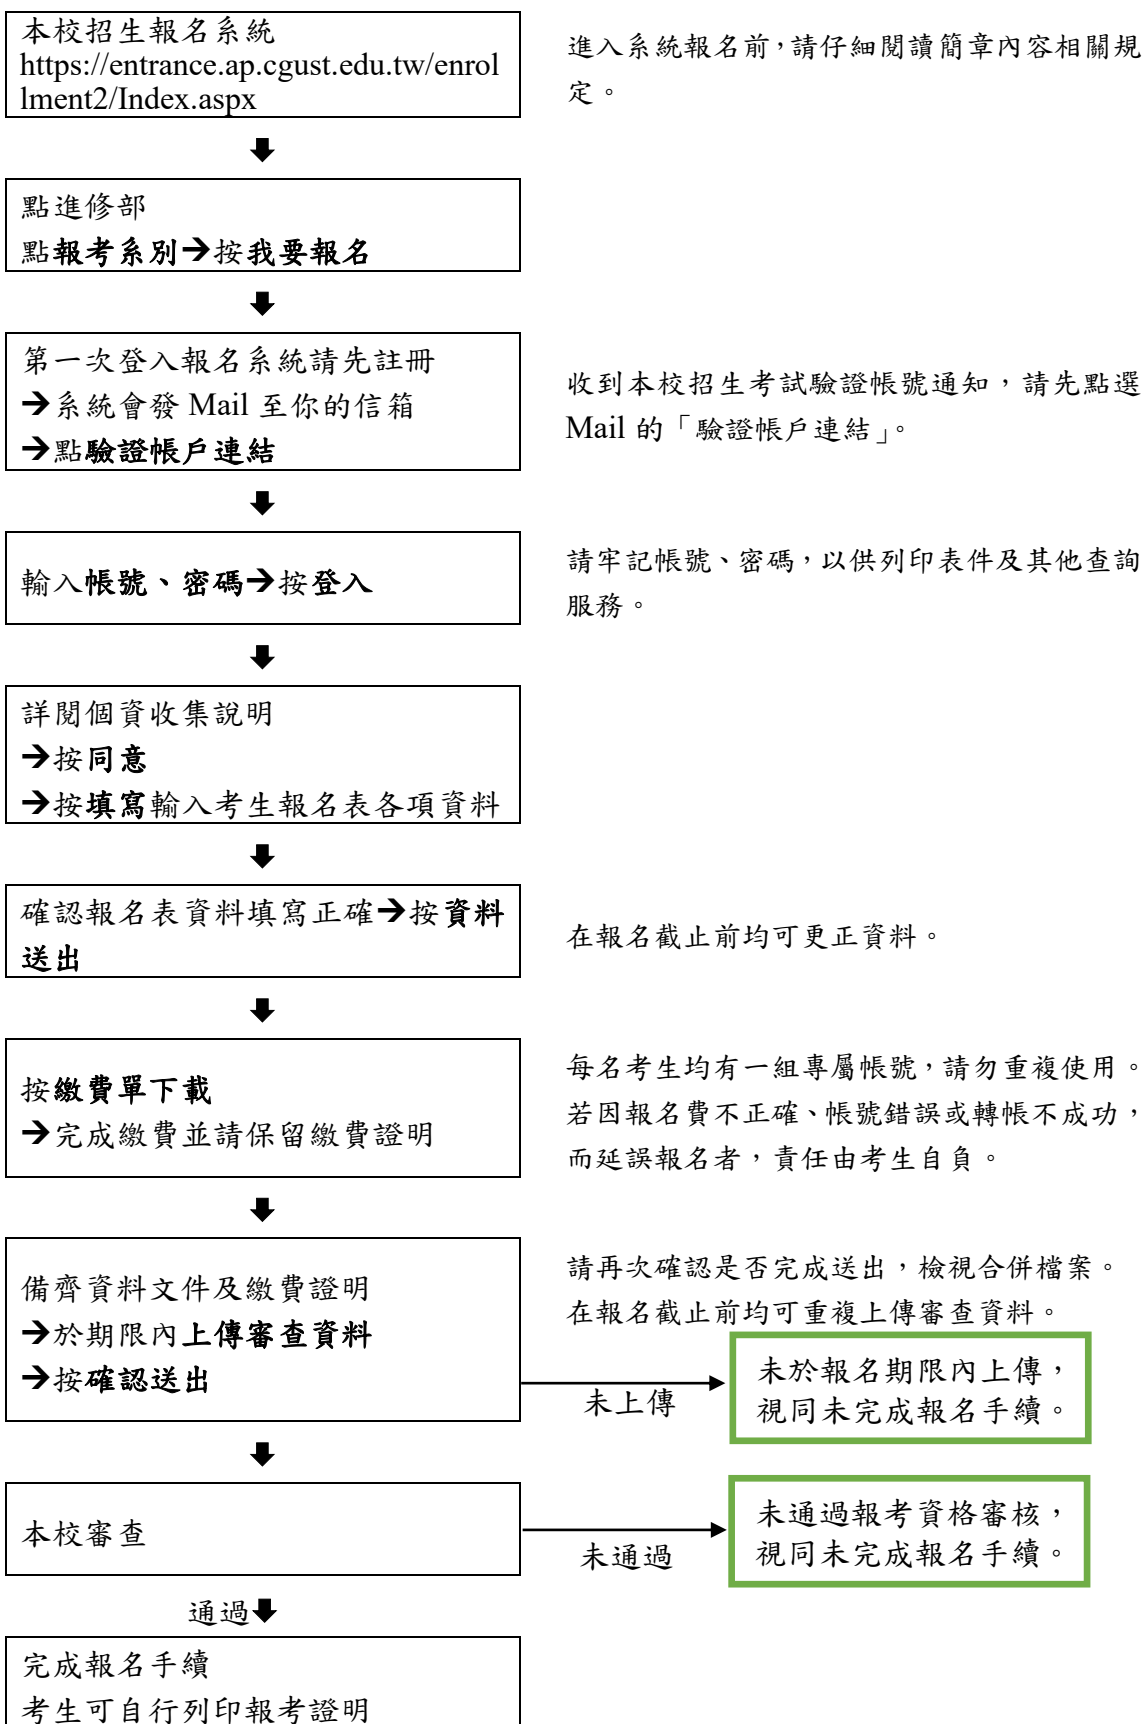 本校招生報名系統
https://entrance.ap.cgust.edu.tw/enrol
lment2/Index.aspx
進入系統報名前，請仔細閱讀簡章內容相關規
定。
點進修部
點報考系別→按我要報名
第一次登入報名系統請先註冊
→系統會發 Mail 至你的信箱
→點驗證帳戶連結
收到本校招生考試驗證帳號通知，請先點選
Mail 的「驗證帳戶連結」。
輸入帳號、密碼→按登入
請牢記帳號、密碼，以供列印表件及其他查詢
服務。
詳閱個資收集說明
→按同意
→按填寫輸入考生報名表各項資料
確認報名表資料填寫正確→按資料
送出
在報名截止前均可更正資料。
按繳費單下載
→完成繳費並請保留繳費證明
每名考生均有一組專屬帳號，請勿重複使用。
若因報名費不正確、帳號錯誤或轉帳不成功，
而延誤報名者，責任由考生自負。
備齊資料文件及繳費證明
→於期限內上傳審查資料
→按確認送出
請再次確認是否完成送出，檢視合併檔案。
在報名截止前均可重複上傳審查資料。
未上傳
未於報名期限內上傳，
視同未完成報名手續。
本校審查
未通過
未通過報考資格審核，
視同未完成報名手續。
通過
完成報名手續
考生可自行列印報考證明